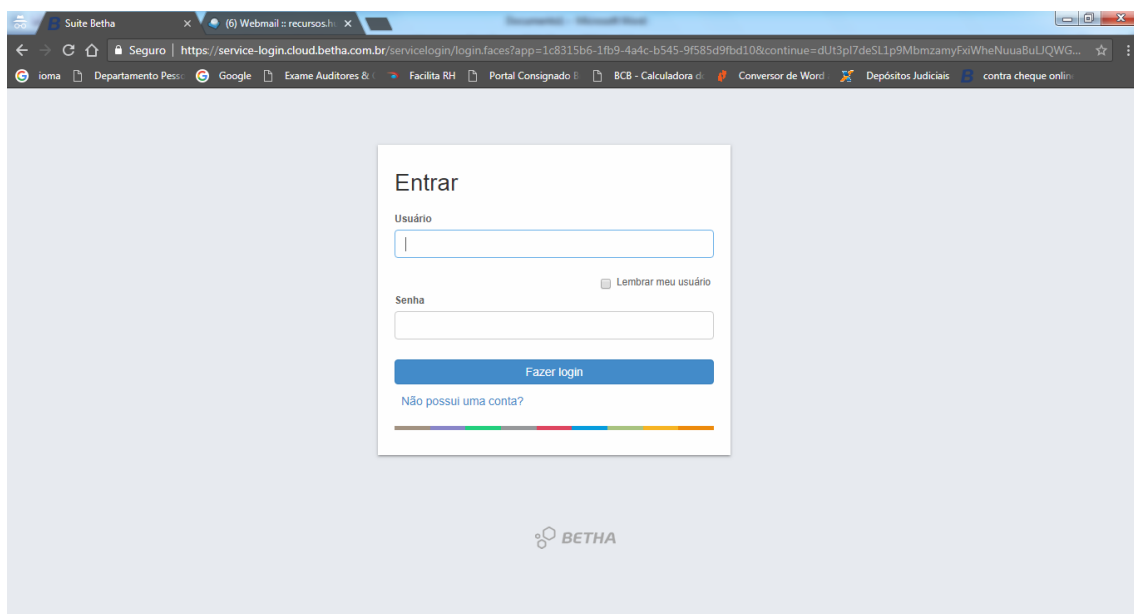 Suite Betha
(6) Webmail :: recursos.h
Seguro | https://service-login.cloud.betha.com.br/servicelogin/login.faces?app=1c8315b6-1fb9-4a4c-b545-9f585d9fbd10&continue=dUt3pl7deSL1p9MbmzamyFxiWheNuuaBuLJQWG...
ioma Departamento Pesso Google Exame Auditores & Facilita RH Portal Consignado BCB - Calculadora d Conversor de Word Depósitos Judiciais contra cheque onlin
Entrar
Usuário
Lembrar meu usuário
Senha
Fazer login
Não possui uma conta?
BETHA